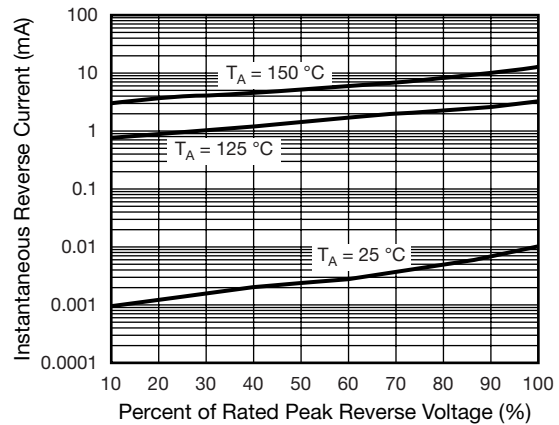 Instantaneous Reverse Current (mA)
100
10
1
0.1
0.01
0.001
0.0001
T_A = 150 °C
T_A = 125 °C
T_A = 25 °C
10 20 30 40 50 60 70 80 90 100
Percent of Rated Peak Reverse Voltage (%)